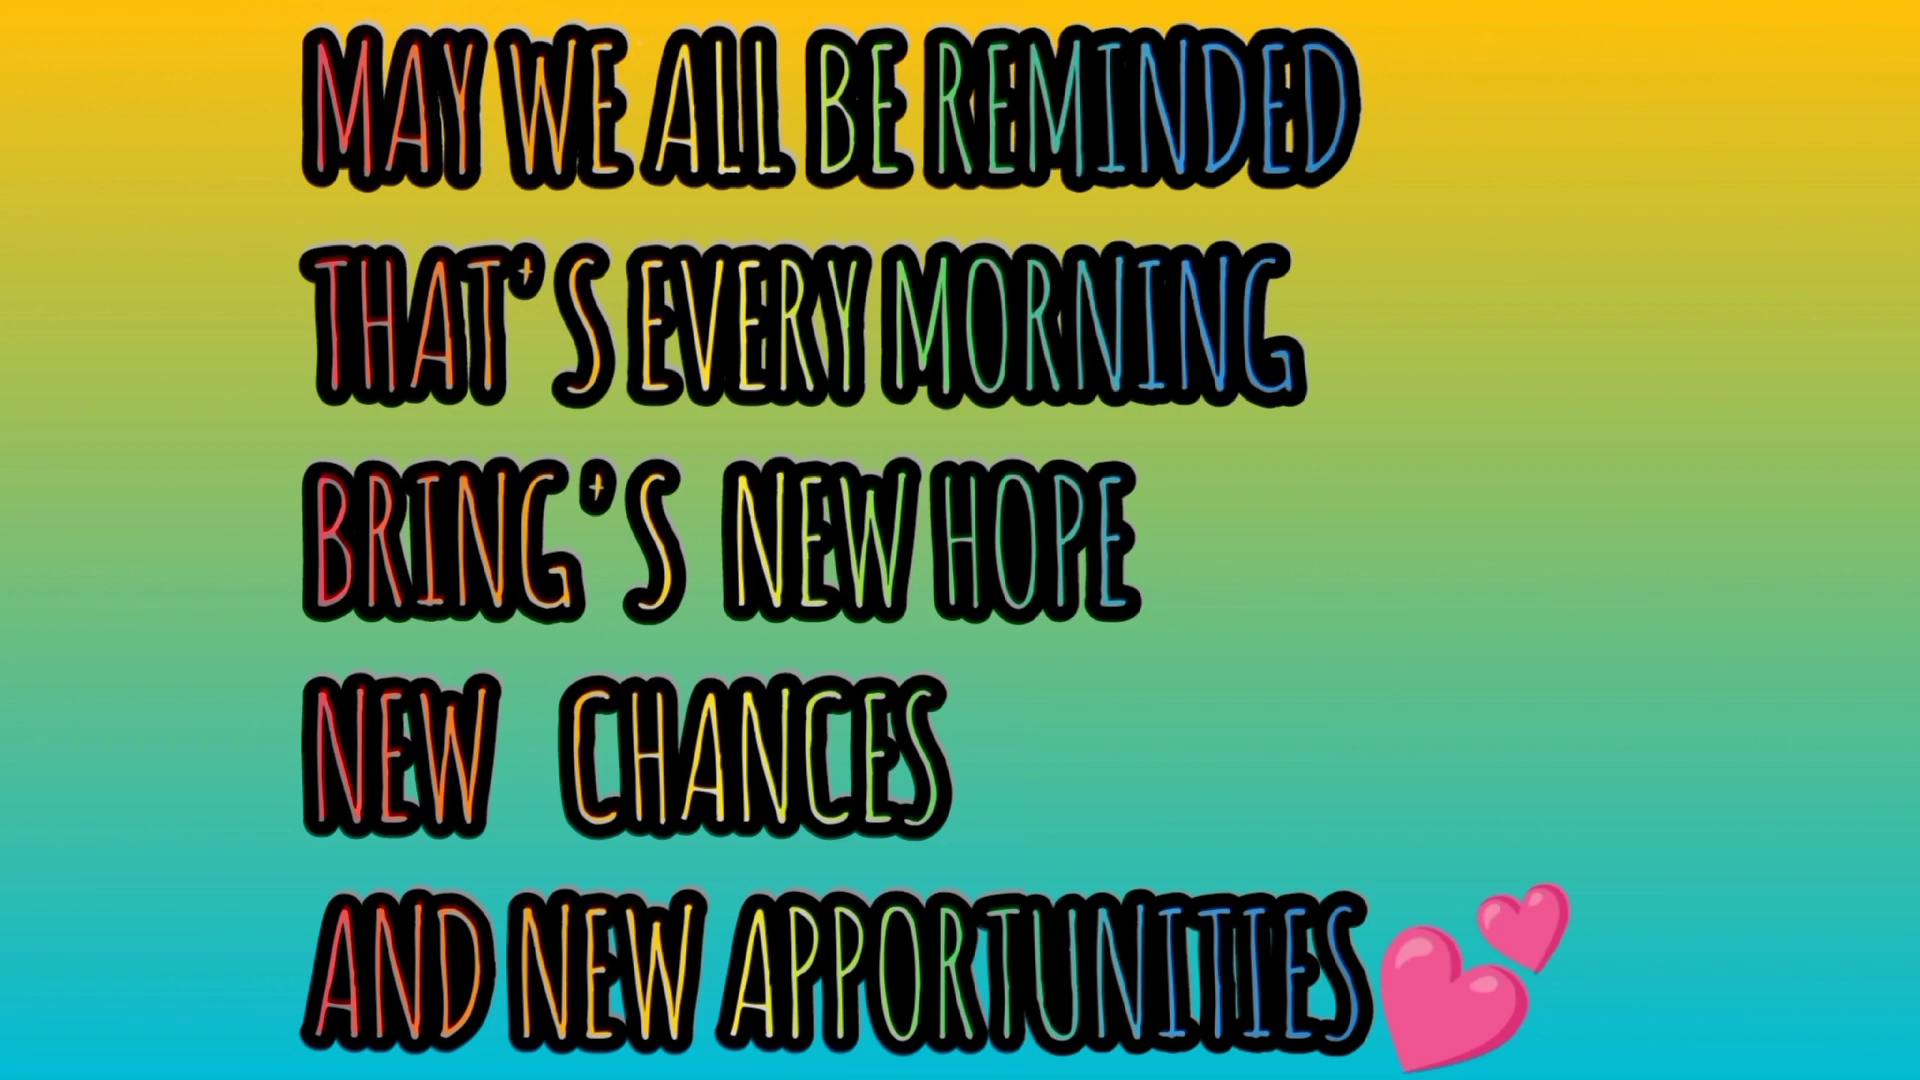 MAY WE ALL BE REMINDED
THAT'S EVERY MORNING
BRING'S NEW HOPE
NEW CHANCES
AND NEW APPORTUNITIES